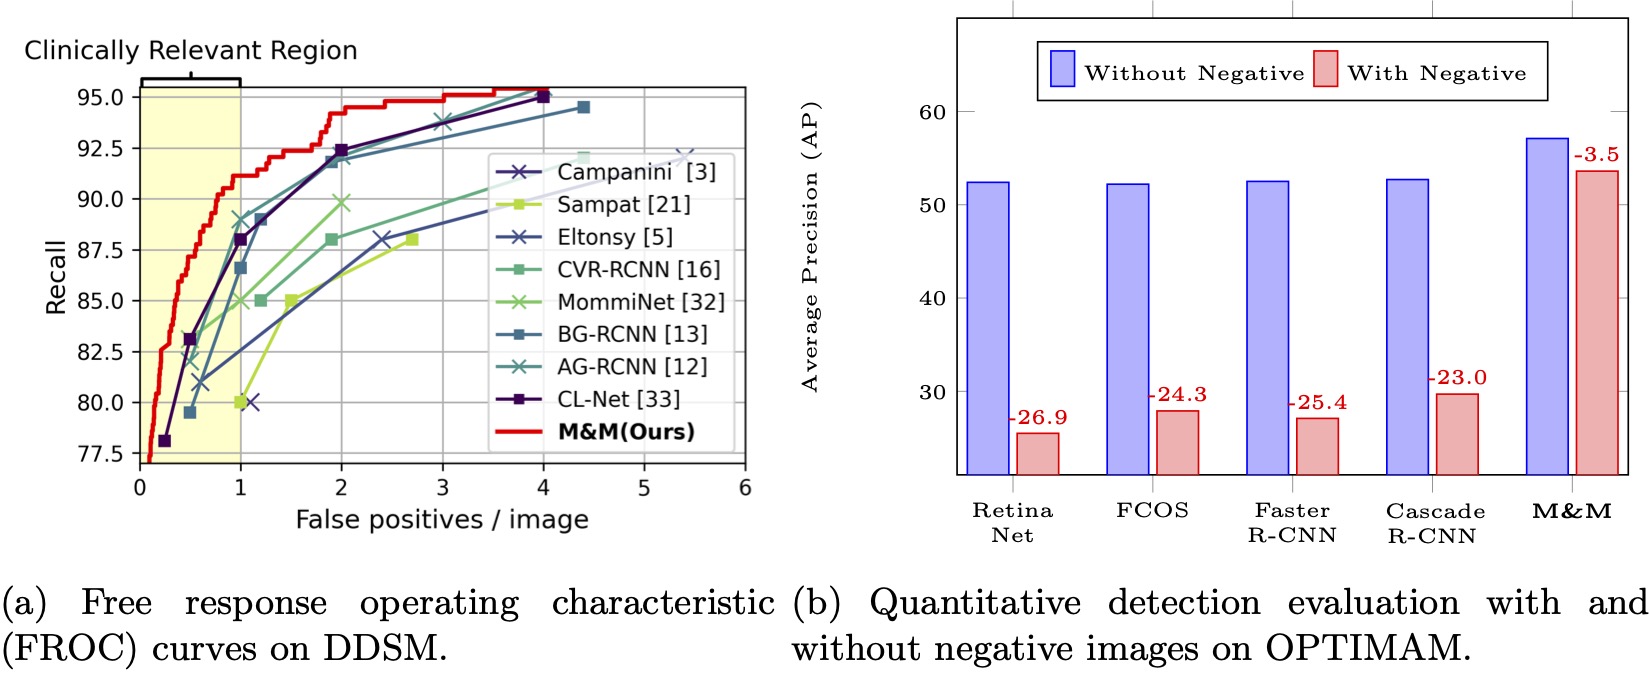 Clinically Relevant Region
95.0
92.5
90.0
87.5
85.0
82.5
80.0
77.5
Recall
0 1 2 3 4 5 6
False positives / image
Campanini [3]
Sampat [21]
Eltonsy [5]
CVR-RCNN [16]
MommiNet [32]
BG-RCNN [13]
AG-RCNN [12]
CL-Net [33]
M&M(Ours)
(a) Free response operating characteristic
(FROC) curves on DDSM.
Without Negative With Negative
Average Precision (AP)
60
50
40
30
-26.9
-24.3
-25.4
-23.0
-3.5
Retina
Net
FCOS
Faster
R-CNN
Cascade
R-CNN
M&M
(b) Quantitative detection evaluation with and
without negative images on OPTIMAM.